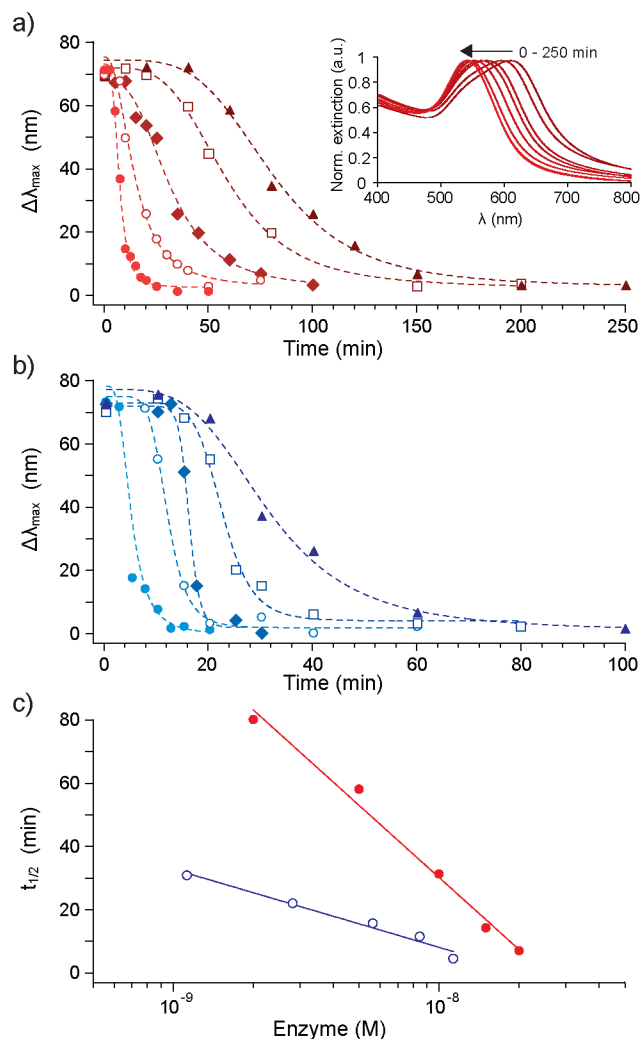 a)
80
60
40
20
0
Δλmax (nm)
0 50 100 150 200 250
Time (min)
0 - 250 min
Norm. extinction (a.u.)
1
0.8
0.6
0.4
0.2
0
400 500 600 700 800
λ (nm)
b)
80
60
40
20
0
Δλmax (nm)
0 20 40 60 80 100
Time (min)
c)
80
60
40
20
0
t1/2 (min)
10-9 10-8
Enzyme (M)